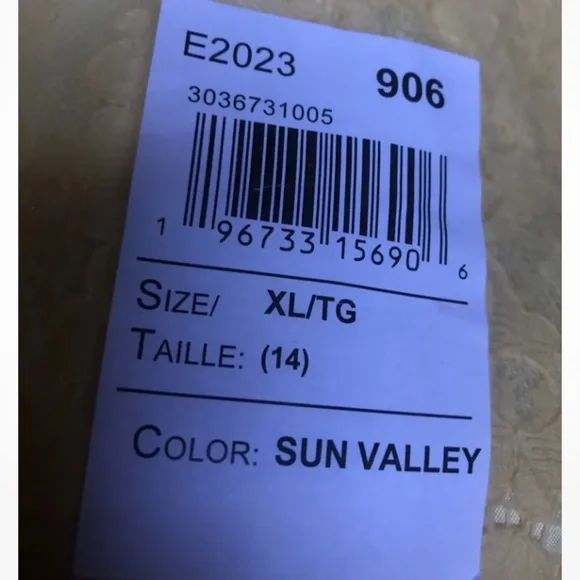 E2023 906
3036731005
1 96733 15690 6
SIZE/ XL/TG
TAILLE: (14)
COLOR: SUN VALLEY